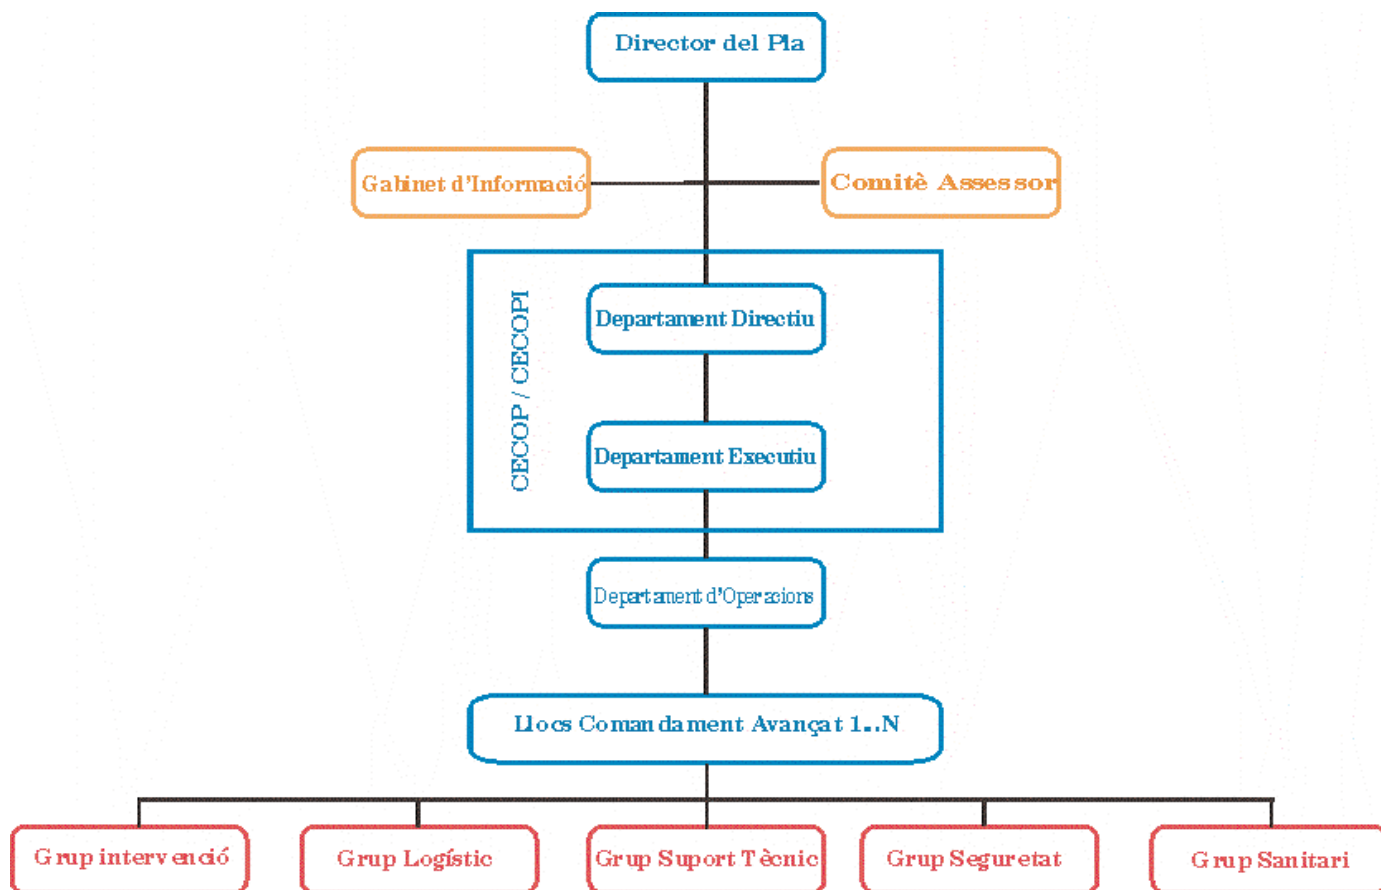 Director del Pla
Gabinet d'Informació
Comitè Assessor
CECOP / CECOPI
Departament Directiu
Departament Executiu
Departament d'Operacions
Llocs Comandament Avançat 1..N
Grup intervenció
Grup Logístic
Grup Suport Tècnic
Grup Seguretat
Grup Sanitari